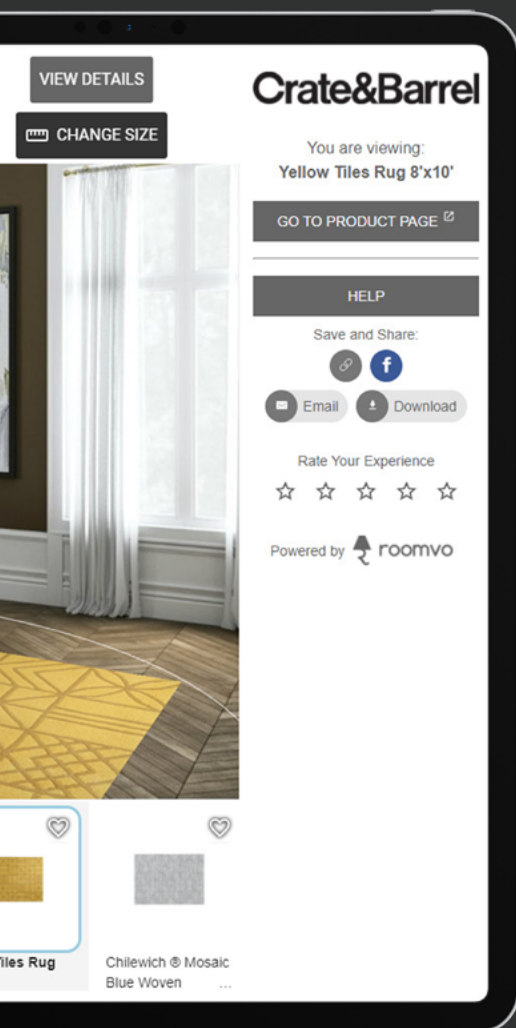 VIEW DETAILS
CHANGE SIZE
Crate&Barrel
You are viewing:
Yellow Tiles Rug 8'x10'
GO TO PRODUCT PAGE
HELP
Save and Share:
f
Email
Download
Rate Your Experience
Powered by roomvo
Tiles Rug
Chilewich ® Mosaic
Blue Woven ...